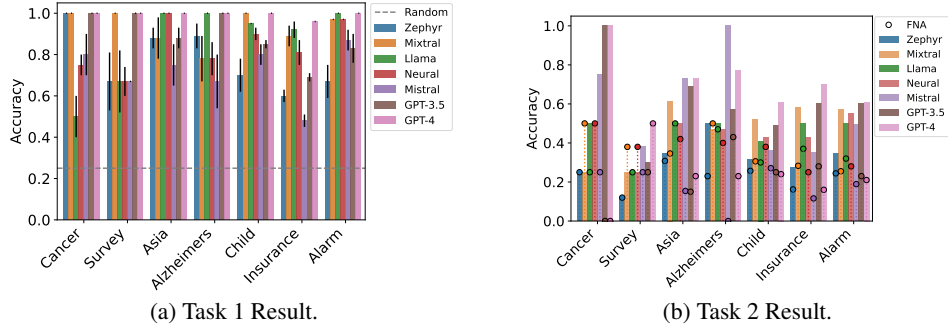 Accuracy
1.0
0.8
0.6
0.4
0.2
0.0
Cancer
Survey
Asia
Alzheimers
Child
Insurance
Alarm
Random
Zephyr
Mixtral
Llama
Neural
Mistral
GPT-3.5
GPT-4
(a) Task 1 Result.
Accuracy
1.0
0.8
0.6
0.4
0.2
0.0
Cancer
Survey
Asia
Alzheimers
Child
Insurance
Alarm
FNA
Zephyr
Mixtral
Llama
Neural
Mistral
GPT-3.5
GPT-4
(b) Task 2 Result.